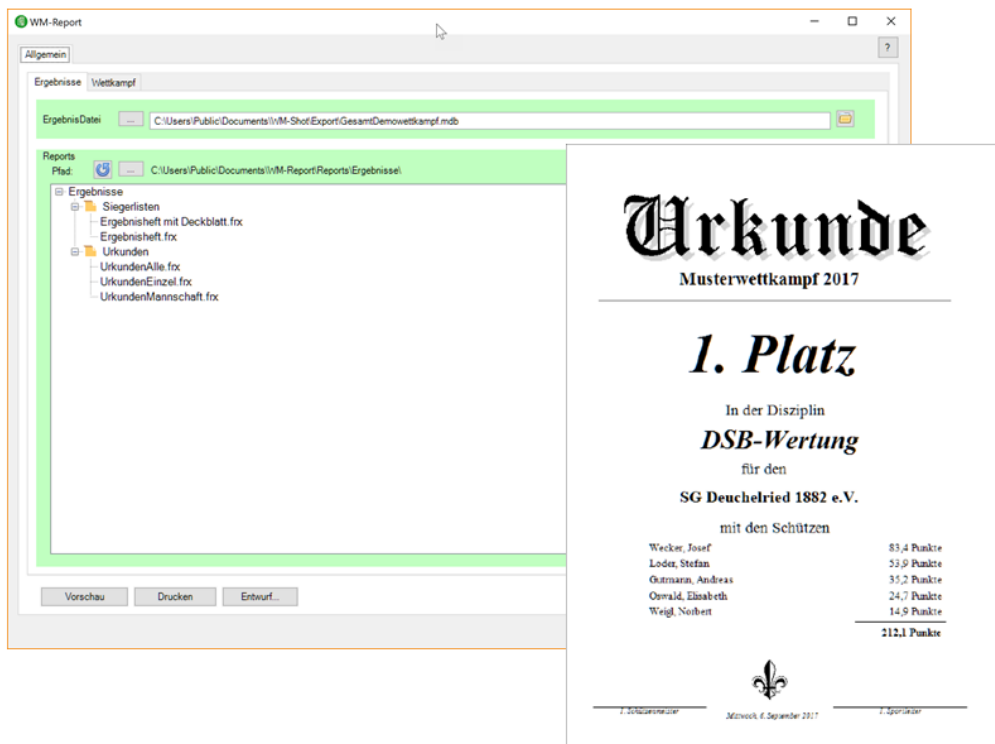 WM-Report
?
Allgemein
Ergebnisse Wettkampf
ErgebnisDatei ... C:\Users\Public\Documents\WM-Shot\Export\GesamtDemowettkampf.mdb
Reports
Pfad: ... C:\Users\Public\Documents\WM-Report\Reports\Ergebnisse\
Ergebnisse
Siegerlisten
Ergebnisheft mit Deckblatt.frx
Ergebnisheft.frx
Urkunden
UrkundenAlle.frx
UrkundenEinzel.frx
UrkundenMannschaft.frx
Vorschau Drucken Entwurf...
Urkunde
Musterwettkampf 2017
1. Platz
In der Disziplin
DSB-Wertung
für den
SG Deuchelried 1882 e.V.
mit den Schützen
Wecker, Josef 83,4 Punkte
Loder, Stefan 53,9 Punkte
Gutmann, Andreas 35,2 Punkte
Oswald, Elisabeth 24,7 Punkte
Weigl, Norbert 14,9 Punkte
212,1 Punkte
1. Schützenmeister Mittwoch, 6. September 2017 1. Sportleiter